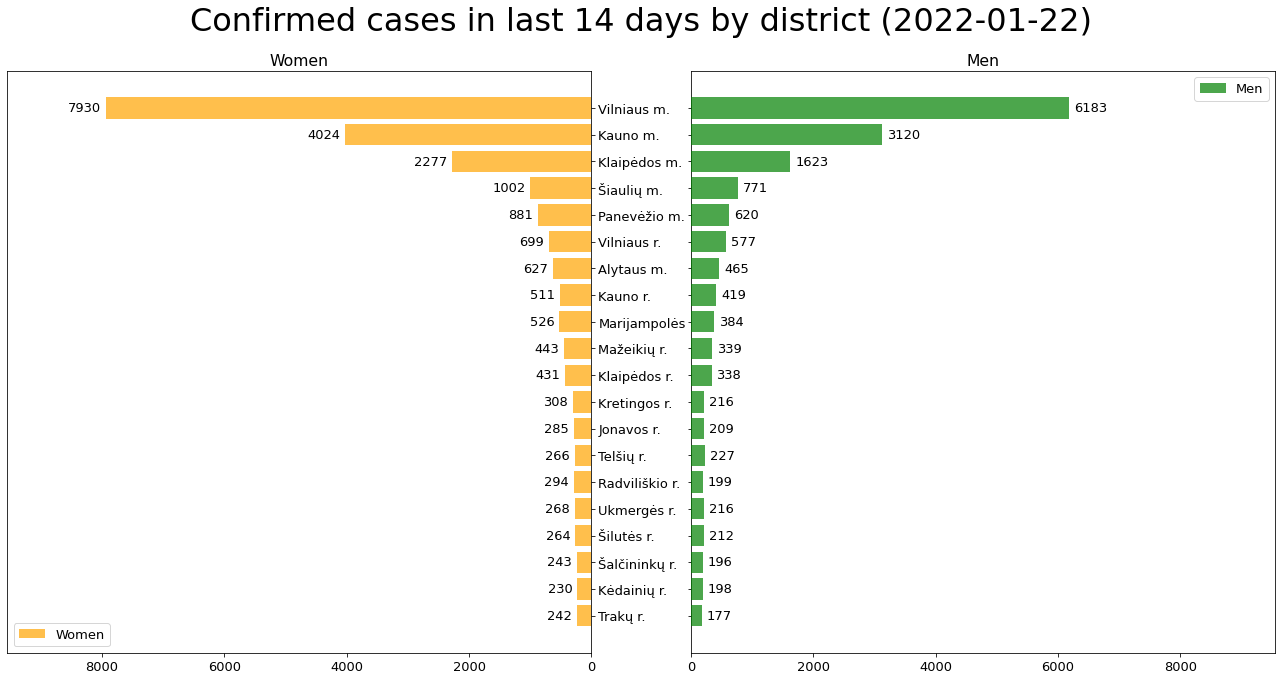 Confirmed cases in last 14 days by district (2022-01-22)
Women Men
Men
7930 Vilniaus m. 6183
4024 Kauno m. 3120
2277 Klaipėdos m. 1623
1002 Šiaulių m. 771
881 Panevėžio m. 620
699 Vilniaus r. 577
627 Alytaus m. 465
511 Kauno r. 419
526 Marijampolės 384
443 Mažeikių r. 339
431 Klaipėdos r. 338
308 Kretingos r. 216
285 Jonavos r. 209
266 Telšių r. 227
294 Radviliškio r. 199
268 Ukmergės r. 216
264 Šilutės r. 212
243 Šalčininkų r. 196
230 Kėdainių r. 198
242 Trakų r. 177
Women
8000 6000 4000 2000 0 0 2000 4000 6000 8000